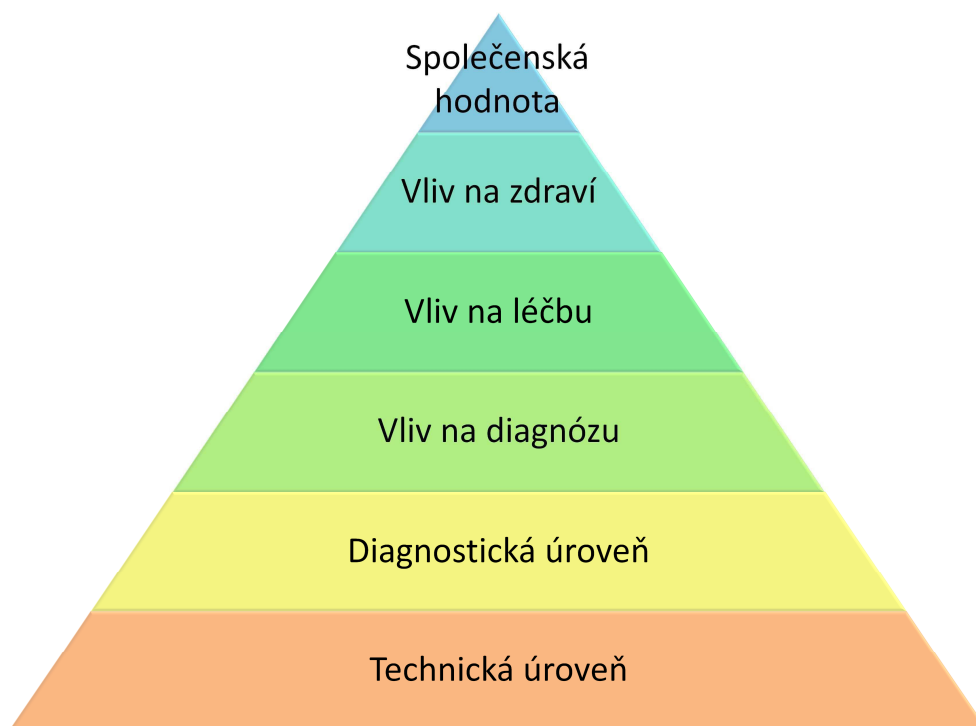 Společenská
hodnota
Vliv na zdraví
Vliv na léčbu
Vliv na diagnózu
Diagnostická úroveň
Technická úroveň